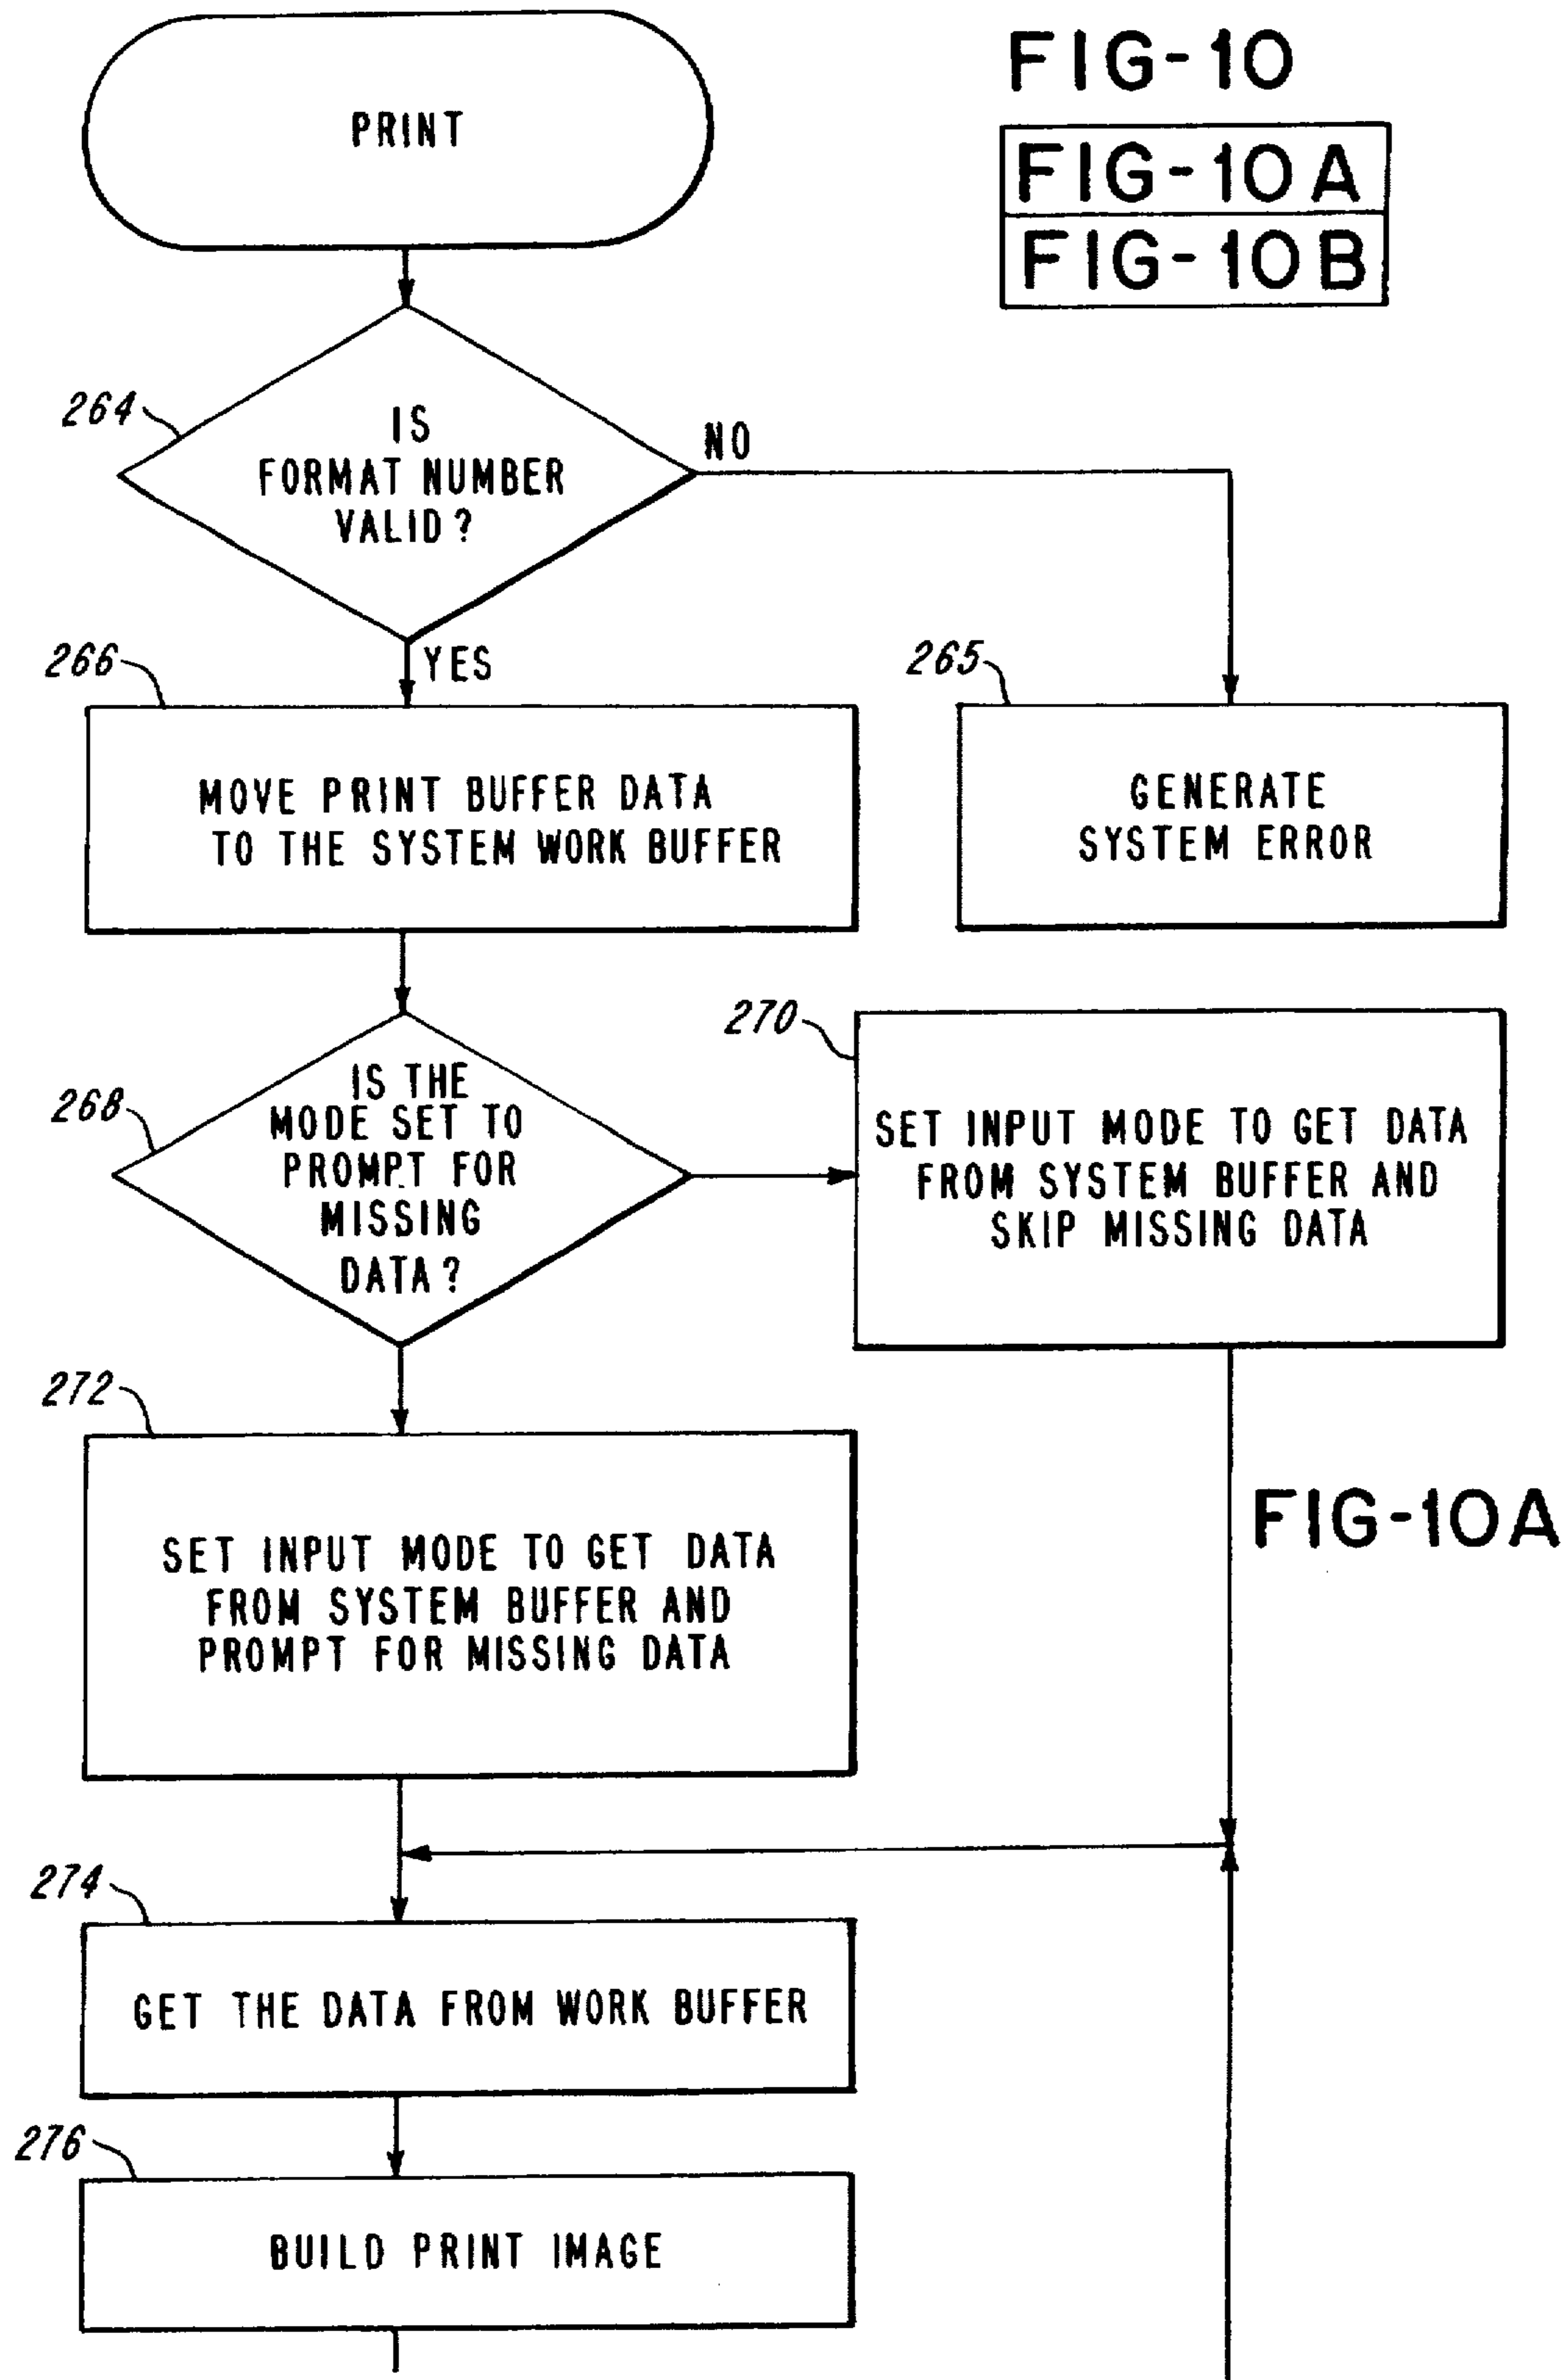 PRINT
FIG-10
FIG-10A
FIG-10B
264
IS
FORMAT NUMBER
VALID?
NO
YES
266
MOVE PRINT BUFFER DATA
TO THE SYSTEM WORK BUFFER
265
GENERATE
SYSTEM ERROR
268
IS THE
MODE SET TO
PROMPT FOR
MISSING
DATA?
270
SET INPUT MODE TO GET DATA
FROM SYSTEM BUFFER AND
SKIP MISSING DATA
272
SET INPUT MODE TO GET DATA
FROM SYSTEM BUFFER AND
PROMPT FOR MISSING DATA
FIG-10A
274
GET THE DATA FROM WORK BUFFER
276
BUILD PRINT IMAGE